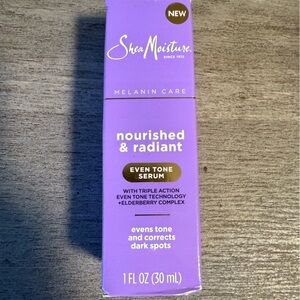 NEW
SheaMoisture
SINCE 1912
MELANIN CARE
nourished
& radiant
EVEN TONE
SERUM
WITH TRIPLE ACTION
EVEN TONE TECHNOLOGY
+ELDERBERRY COMPLEX
evens tone
and corrects
dark spots
1 FL OZ (30 mL)